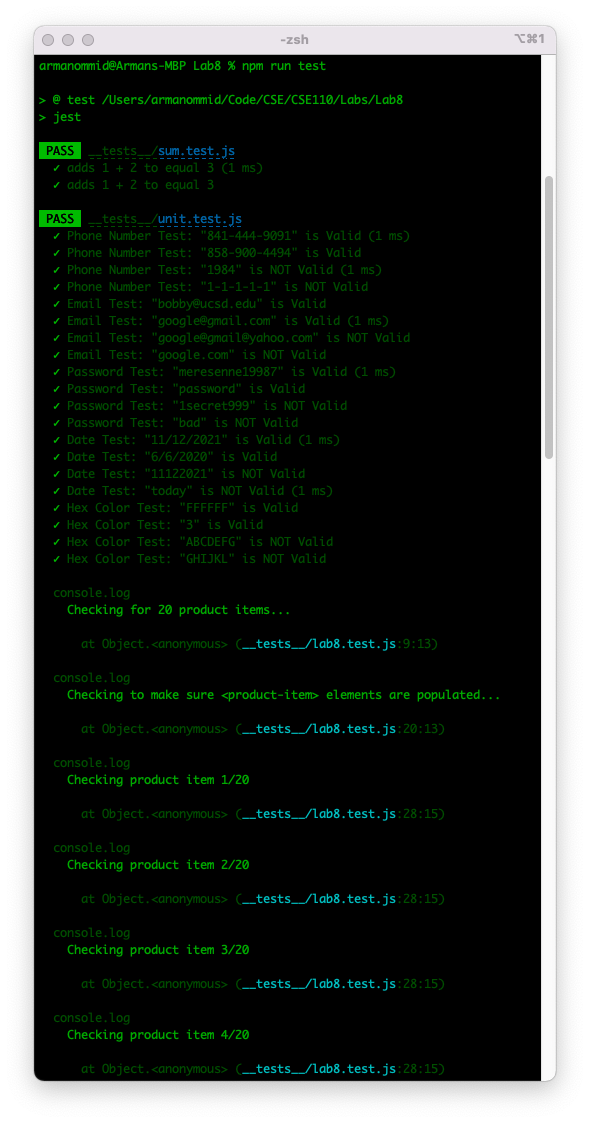 -zsh
⌥⌘1
armanommid@Armans-MBP Lab8 % npm run test
> @ test /Users/armanommid/Code/CSE/CSE110/Labs/Lab8
> jest
PASS __tests__/sum.test.js
✓ adds 1 + 2 to equal 3 (1 ms)
✓ adds 1 + 2 to equal 3
PASS __tests__/unit.test.js
✓ Phone Number Test: "841-444-9091" is Valid (1 ms)
✓ Phone Number Test: "858-900-4494" is Valid
✓ Phone Number Test: "1984" is NOT Valid (1 ms)
✓ Phone Number Test: "1-1-1-1-1" is NOT Valid
✓ Email Test: "bobby@ucsd.edu" is Valid
✓ Email Test: "google@gmail.com" is Valid (1 ms)
✓ Email Test: "google@gmail@yahoo.com" is NOT Valid
✓ Email Test: "google.com" is NOT Valid
✓ Password Test: "meresenne19987" is Valid (1 ms)
✓ Password Test: "password" is Valid
✓ Password Test: "1secret999" is NOT Valid
✓ Password Test: "bad" is NOT Valid
✓ Date Test: "11/12/2021" is Valid (1 ms)
✓ Date Test: "6/6/2020" is Valid
✓ Date Test: "11122021" is NOT Valid
✓ Date Test: "today" is NOT Valid (1 ms)
✓ Hex Color Test: "FFFFFF" is Valid
✓ Hex Color Test: "3" is Valid
✓ Hex Color Test: "ABCDEFG" is NOT Valid
✓ Hex Color Test: "GHIJKL" is NOT Valid
console.log
Checking for 20 product items...
at Object.<anonymous> (__tests__/lab8.test.js:9:13)
console.log
Checking to make sure <product-item> elements are populated...
at Object.<anonymous> (__tests__/lab8.test.js:20:13)
console.log
Checking product item 1/20
at Object.<anonymous> (__tests__/lab8.test.js:28:15)
console.log
Checking product item 2/20
at Object.<anonymous> (__tests__/lab8.test.js:28:15)
console.log
Checking product item 3/20
at Object.<anonymous> (__tests__/lab8.test.js:28:15)
console.log
Checking product item 4/20
at Object.<anonymous> (__tests__/lab8.test.js:28:15)